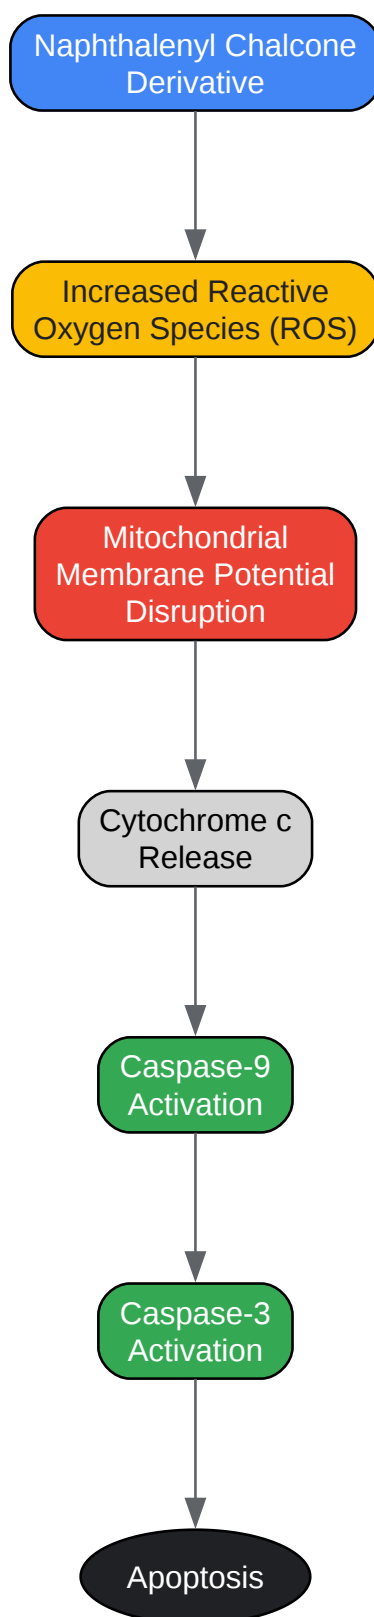 Naphthalenyl Chalcone
Derivative
Increased Reactive
Oxygen Species (ROS)
Mitochondrial
Membrane Potential
Disruption
Cytochrome c
Release
Caspase-9
Activation
Caspase-3
Activation
Apoptosis